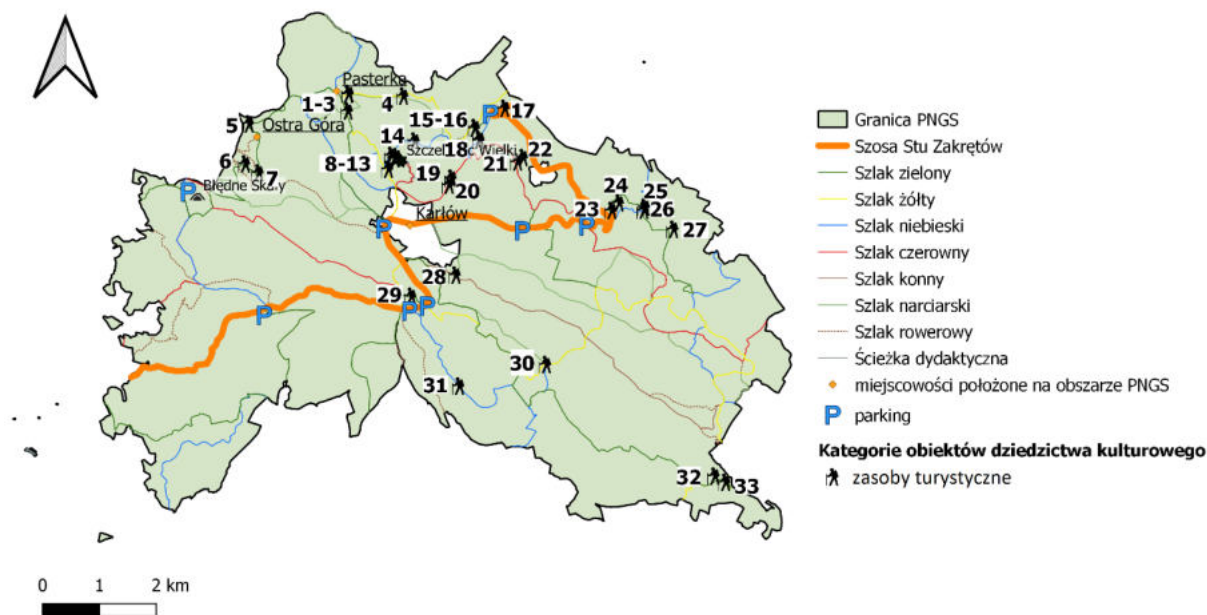 Pasterka
1-3
4
17
15-16
5
Ostra Góra
14
Szczeliniec Wielki
18
22
6
8-13
21
7
19
Błędne Skały
20
24
25
23
26
Karłów
27
28
29
30
31
32
33
P
P
P
P
P
P
P
P
Granica PNGS
Szosa Stu Zakrętów
Szlak zielony
Szlak żółty
Szlak niebieski
Szlak czerowny
Szlak konny
Szlak narciarski
Szlak rowerowy
Ścieżka dydaktyczna
miejscowości położone na obszarze PNGS
P parking
Kategorie obiektów dziedzictwa kulturowego
zasoby turystyczne
0 1 2 km